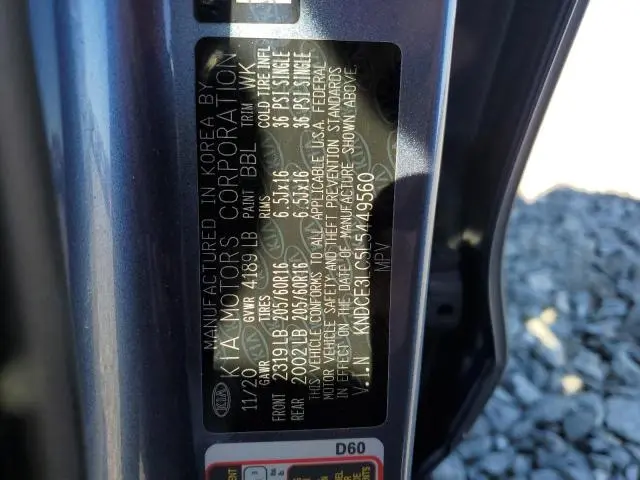 MANUFACTURED IN KOREA BY
KIA KIA MOTORS CORPORATION
11/20 GVWR 4189 LB PAINT BBL TRIM WK
GAWR TIRES RIMS COLD TIRE INFL
FRONT 2319 LB 205/60R16 6.5Jx16 36 PSI SINGLE
REAR 2002 LB 205/60R16 6.5Jx16 36 PSI SINGLE
THIS VEHICLE CONFORMS TO ALL APPLICABLE U.S.A. FEDERAL
MOTOR VEHICLE SAFETY AND THEFT PREVENTION STANDARDS
IN EFFECT ON THE DATE OF MANUFACTURE SHOWN ABOVE.
V.I.N KNDCE3LC5L5449560
MPV
D60